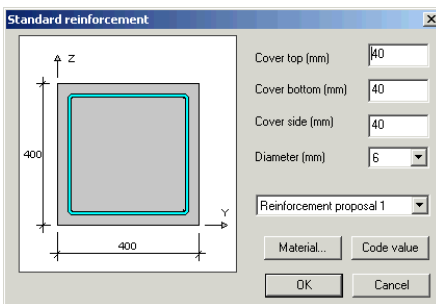 Standard reinforcement
Z
400
Y
400
Cover top (mm) 40
Cover bottom (mm) 40
Cover side (mm) 40
Diameter (mm) 6
Reinforcement proposal 1
Material... Code value
OK Cancel